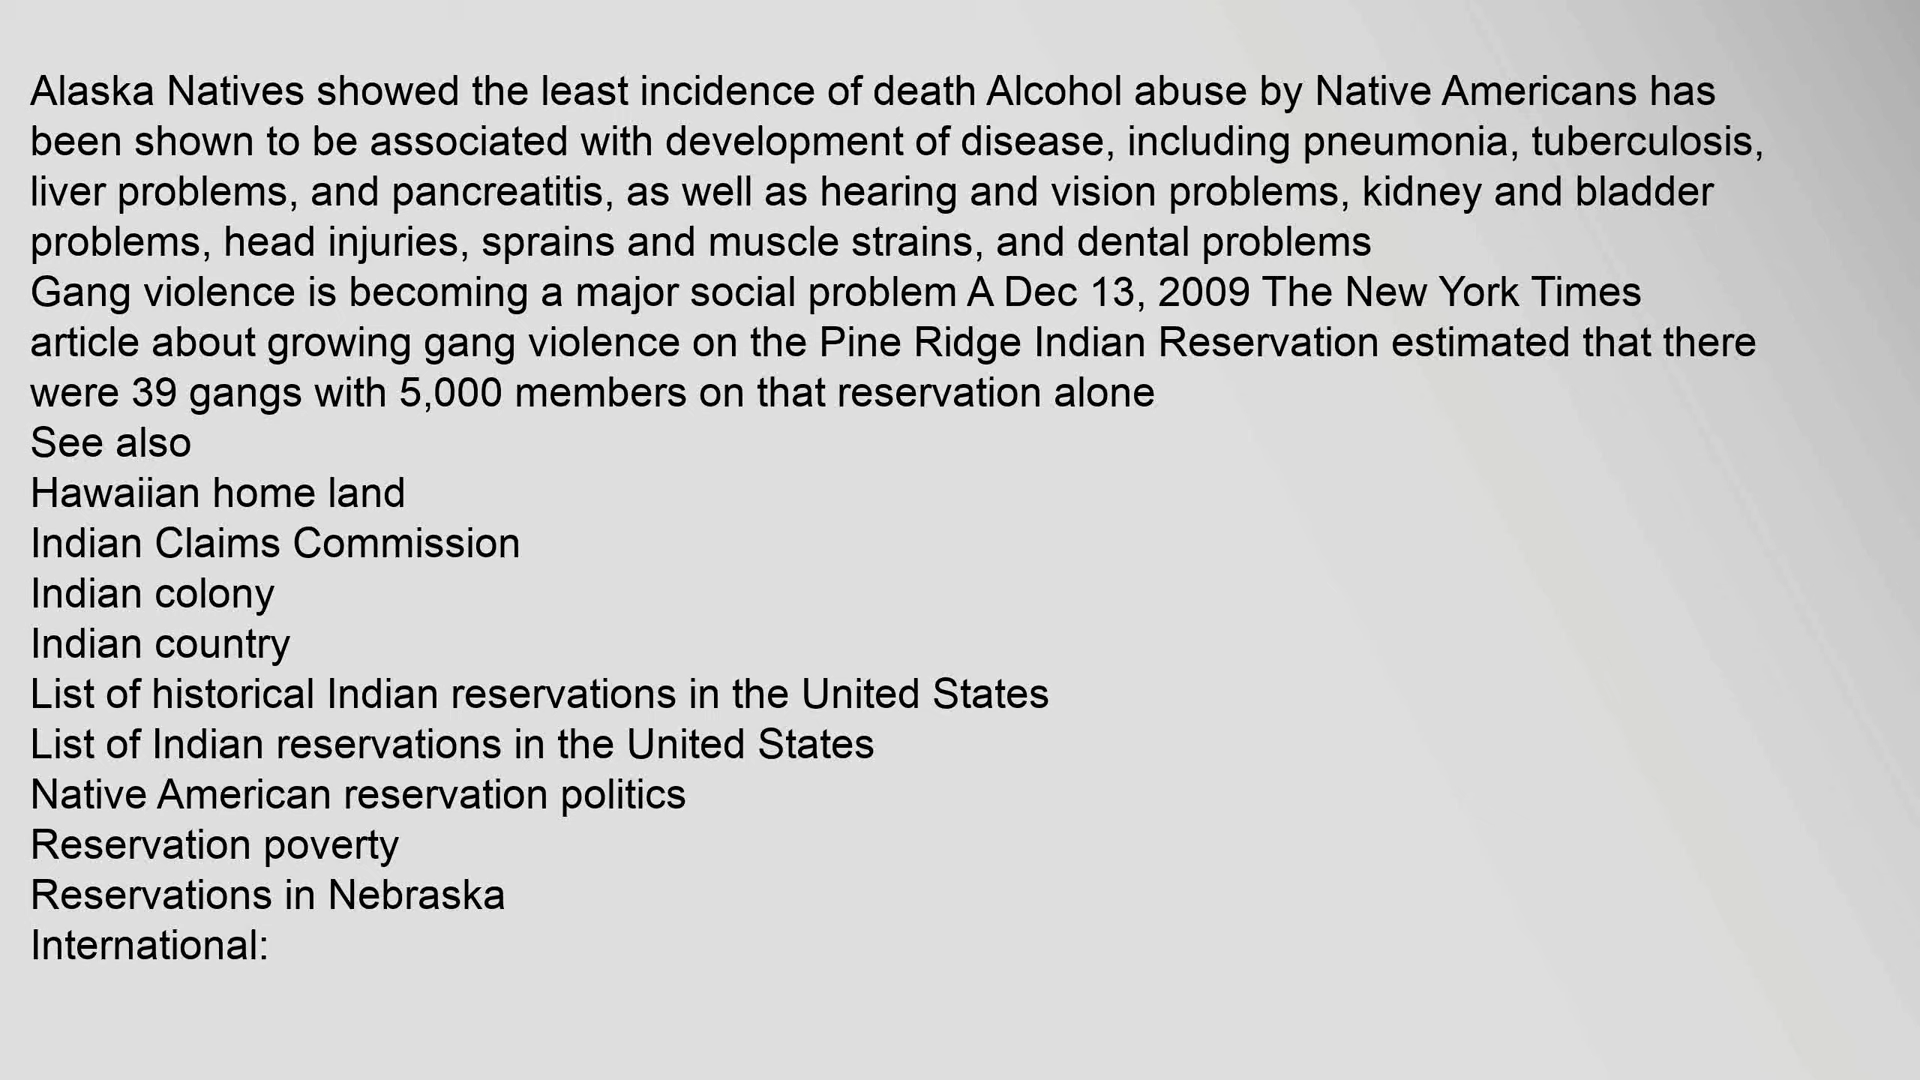 Alaska Natives showed the least incidence of death Alcohol abuse by Native Americans has
been shown to be associated with development of disease, including pneumonia, tuberculosis,
liver problems, and pancreatitis, as well as hearing and vision problems, kidney and bladder
problems, head injuries, sprains and muscle strains, and dental problems
Gang violence is becoming a major social problem A Dec 13, 2009 The New York Times
article about growing gang violence on the Pine Ridge Indian Reservation estimated that there
were 39 gangs with 5,000 members on that reservation alone
See also
Hawaiian home land
Indian Claims Commission
Indian colony
Indian country
List of historical Indian reservations in the United States
List of Indian reservations in the United States
Native American reservation politics
Reservation poverty
Reservations in Nebraska
International: